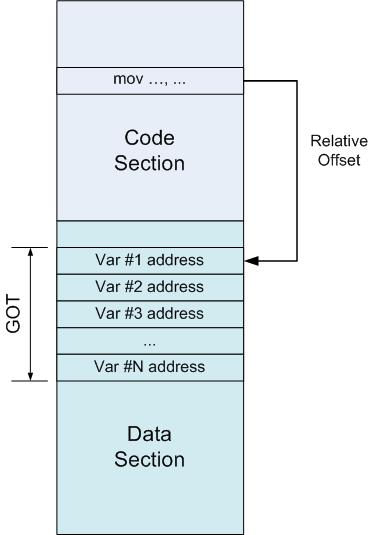 mov ..., ...
Code
Section
Relative
Offset
GOT
Var #1 address
Var #2 address
Var #3 address
...
Var #N address
Data
Section